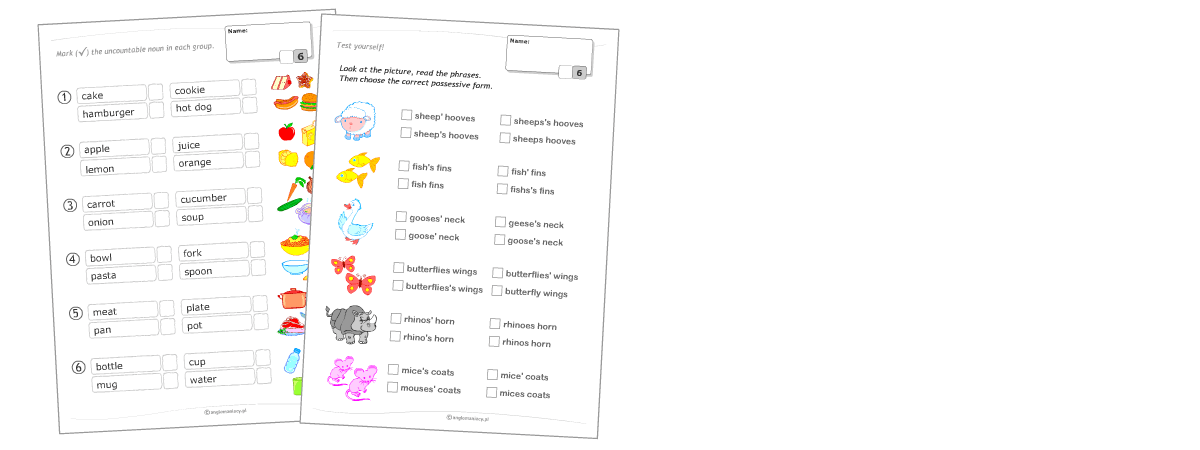 Mark (✓) the uncountable noun in each group.
Name:
6
1
cake
cookie
hamburger
hot dog
2
apple
juice
lemon
orange
3
carrot
cucumber
onion
soup
4
bowl
fork
pasta
spoon
5
meat
plate
pan
pot
6
bottle
cup
mug
water
©anglomaniacy.pl
Test yourself!
Name:
6
Look at the picture, read the phrases.
Then choose the correct possessive form.
sheep' hooves
sheeps's hooves
sheep's hooves
sheeps hooves
fish's fins
fish' fins
fish fins
fishs's fins
gooses' neck
geese's neck
goose' neck
goose's neck
butterflies wings
butterflies' wings
butterflies's wings
butterfly wings
rhinos' horn
rhinoes horn
rhino's horn
rhinos horn
mice's coats
mice' coats
mouses' coats
mices coats
©anglomaniacy.pl